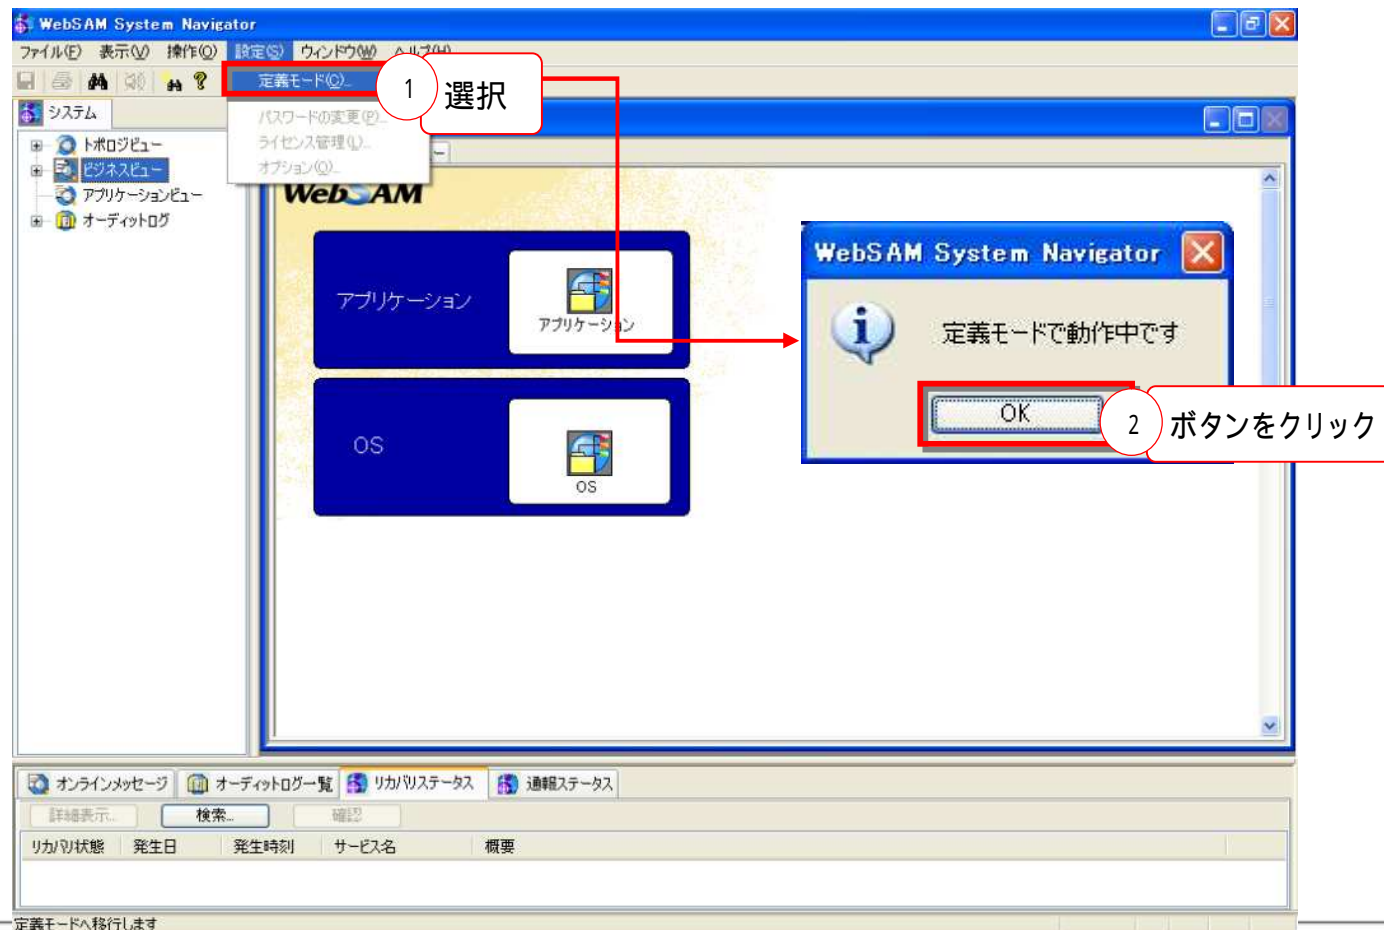 WebSAM System Navigator
ファイル(F) 表示(V) 操作(O) 設定(S) ウィンドウ(W) ヘルプ(H)
定義モード(C)...
1 選択
パスワードの変更(P)...
ライセンス管理(L)...
オプション(O)...
システム
トポロジビュー
ビジネスビュー
アプリケーションビュー
オーディットログ
WebSAM
アプリケーション
アプリケーション
OS
OS
WebSAM System Navigator
定義モードで動作中です
OK
2 ボタンをクリック
オンラインメッセージ オーディットログ一覧 リカバリステータス 通報ステータス
詳細表示... 検索... 確認
リカバリ状態 発生日 発生時刻 サービス名 概要
定義モードへ移行します